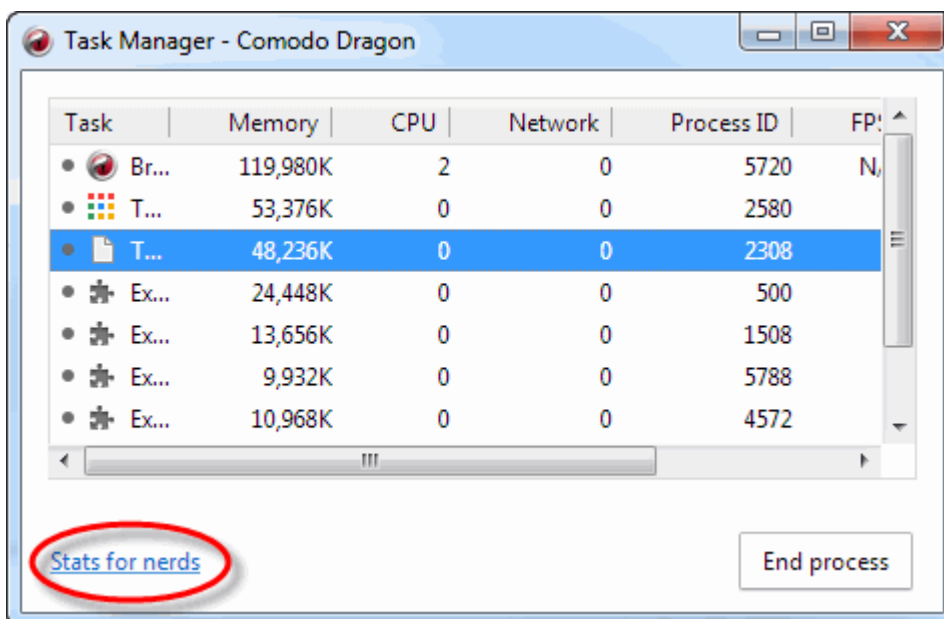 Task Manager - Comodo Dragon
Task Memory CPU Network Process ID FPS
Br... 119,980K 2 0 5720 N/
T... 53,376K 0 0 2580
T... 48,236K 0 0 2308
Ex... 24,448K 0 0 500
Ex... 13,656K 0 0 1508
Ex... 9,932K 0 0 5788
Ex... 10,968K 0 0 4572
Stats for nerds End process